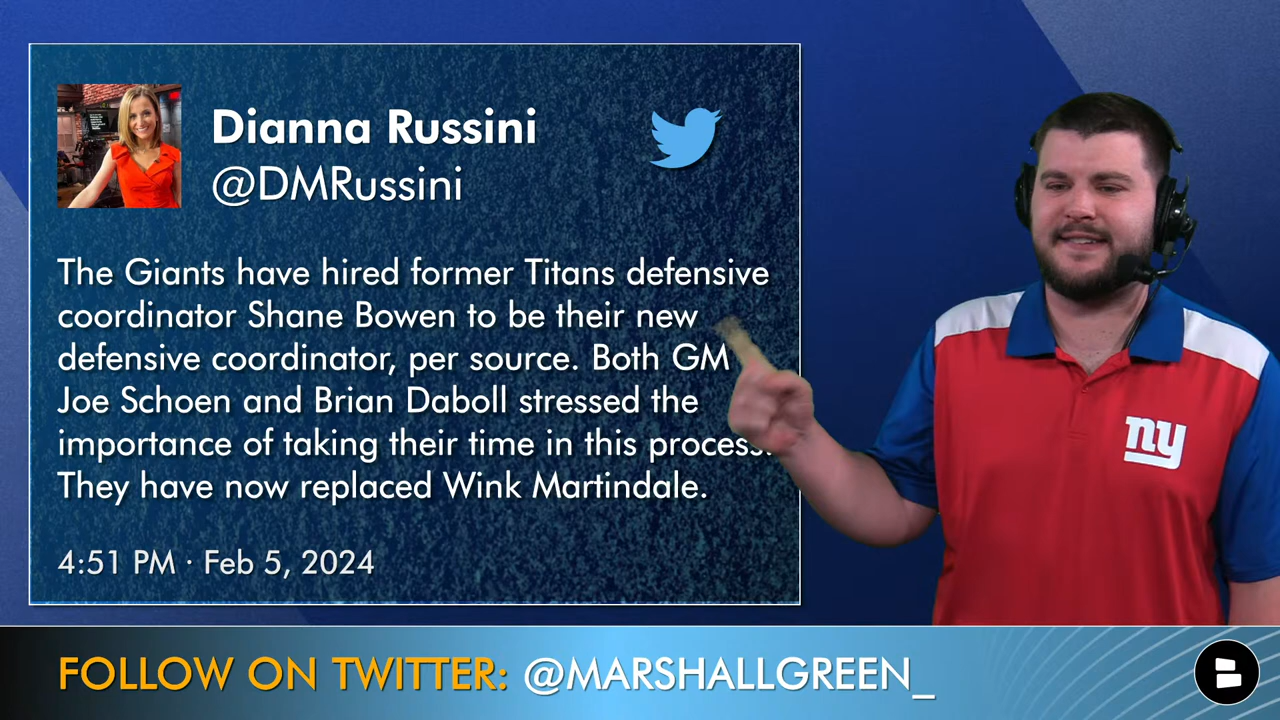 Dianna Russini
@DMRussini
The Giants have hired former Titans defensive
coordinator Shane Bowen to be their new
defensive coordinator, per source. Both GM
Joe Schoen and Brian Daboll stressed the
importance of taking their time in this process.
They have now replaced Wink Martindale.
4:51 PM · Feb 5, 2024
ny
FOLLOW ON TWITTER: @MARSHALLGREEN_